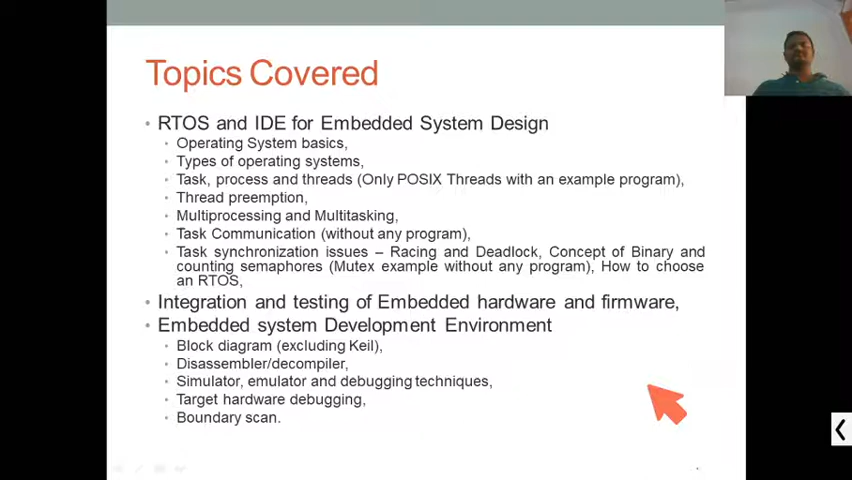 Topics Covered
• RTOS and IDE for Embedded System Design
• Operating System basics,
• Types of operating systems,
• Task, process and threads (Only POSIX Threads with an example program),
• Thread preemption,
• Multiprocessing and Multitasking,
• Task Communication (without any program),
• Task synchronization issues – Racing and Deadlock, Concept of Binary and
counting semaphores (Mutex example without any program), How to choose
an RTOS,
• Integration and testing of Embedded hardware and firmware,
• Embedded system Development Environment
• Block diagram (excluding Keil),
• Disassembler/decompiler,
• Simulator, emulator and debugging techniques,
• Target hardware debugging,
• Boundary scan.